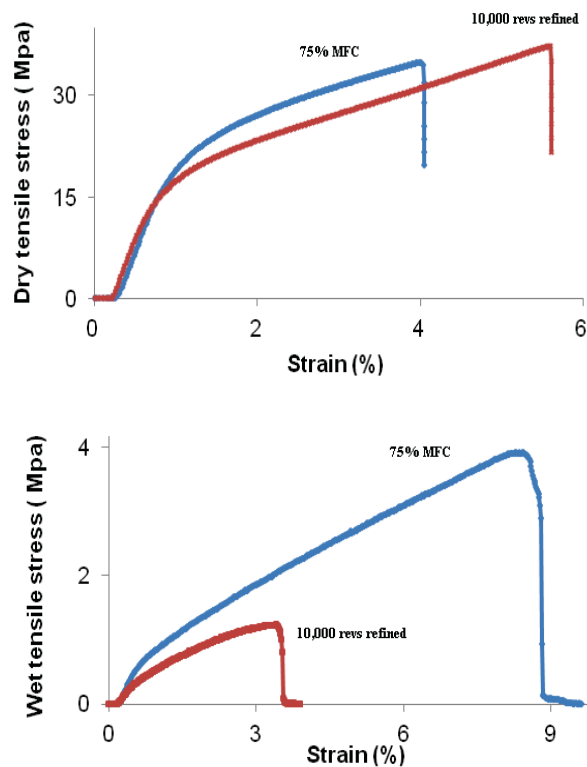 10,000 revs refined
75% MFC
Dry tensile stress ( Mpa)
30
15
0
0
2
4
6
Strain (%)
Wet tensile stress ( Mpa)
4
75% MFC
2
10,000 revs refined
0
0
3
6
9
Strain (%)